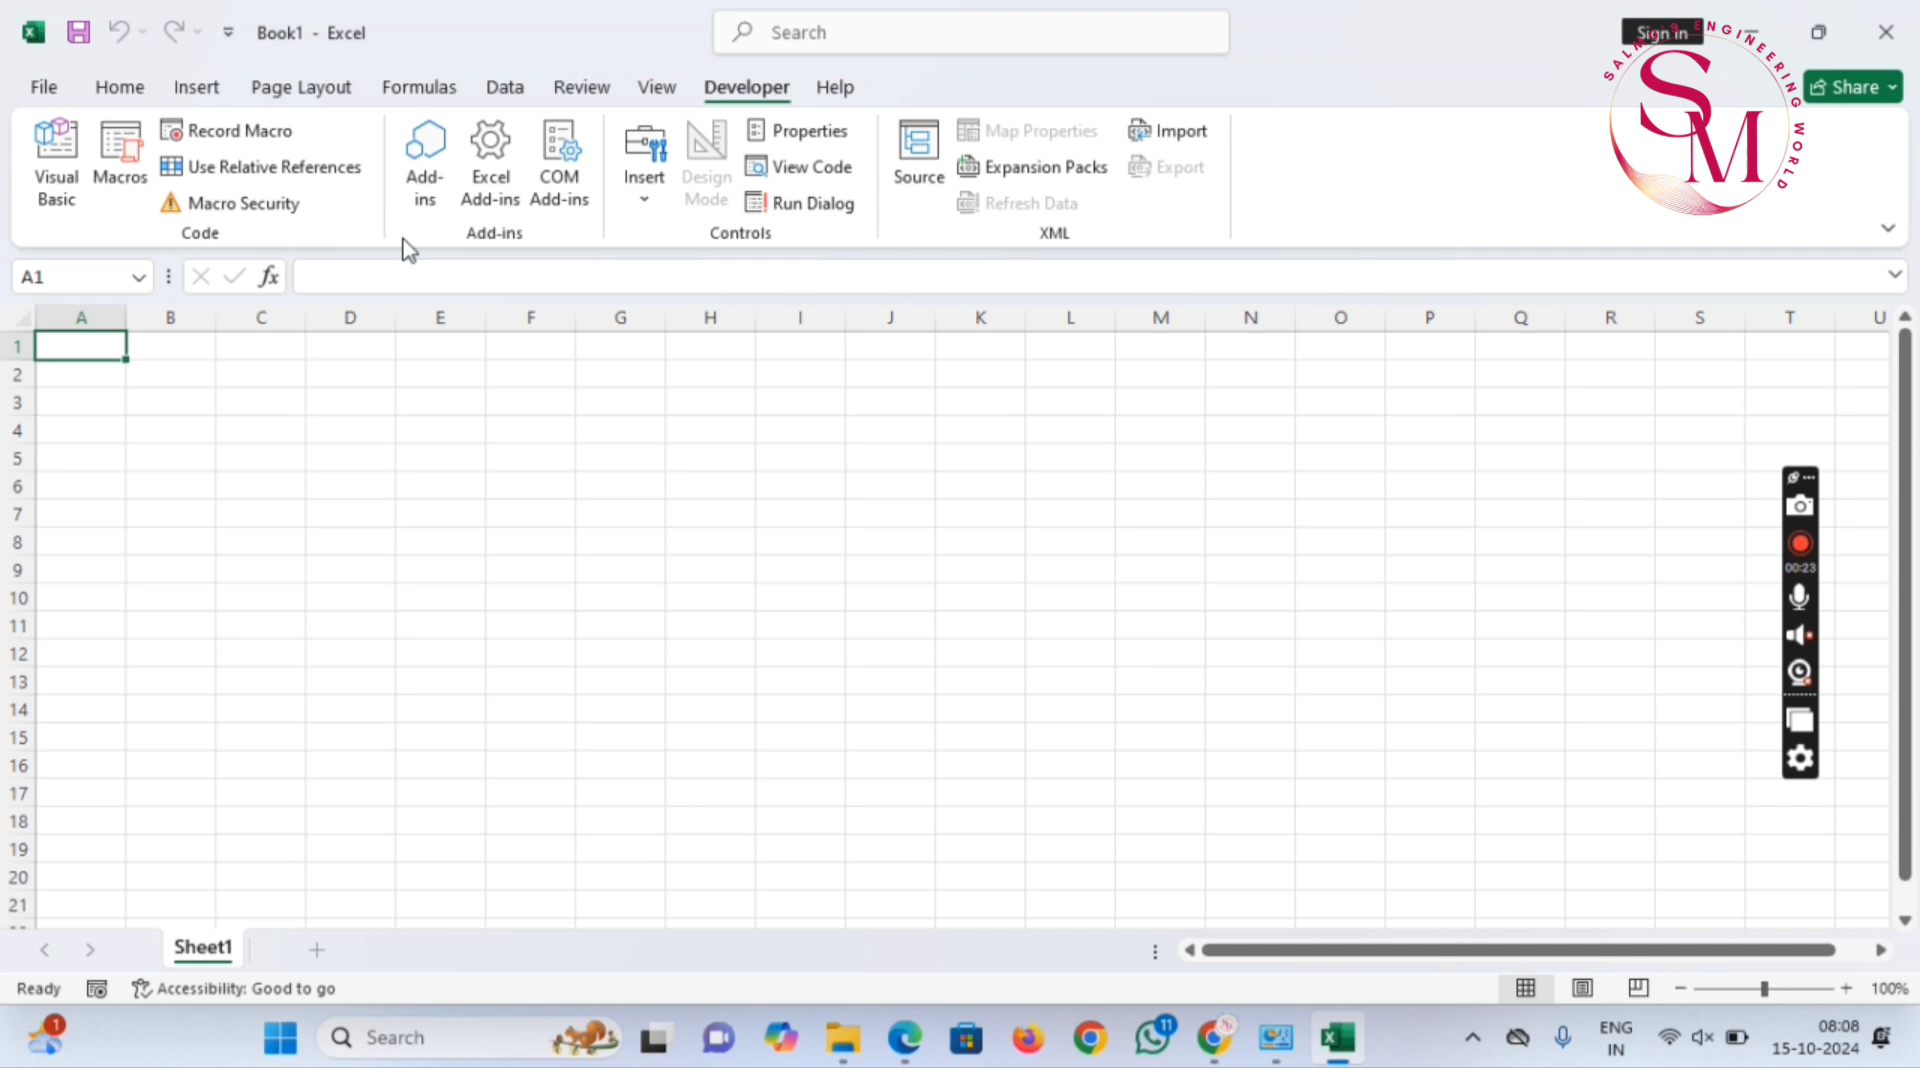 Book1 - Excel
Search
Sign in
SALMA'S ENGINEERING WORLD
SM
File Home Insert Page Layout Formulas Data Review View Developer Help
Share
Visual Basic
Macros
Record Macro
Use Relative References
Macro Security
Code
Add-ins
Excel Add-ins
COM Add-ins
Add-ins
Insert
Design Mode
Properties
View Code
Run Dialog
Controls
Source
Map Properties
Expansion Packs
Refresh Data
Import
Export
XML
A1
fx
A B C D E F G H I J K L M N O P Q R S T U
1
2
3
4
5
6
7
8
9
10
11
12
13
14
15
16
17
18
19
20
21
00:23
Sheet1
Ready
Accessibility: Good to go
100%
1
Search
11
ENG
IN
08:08
15-10-2024